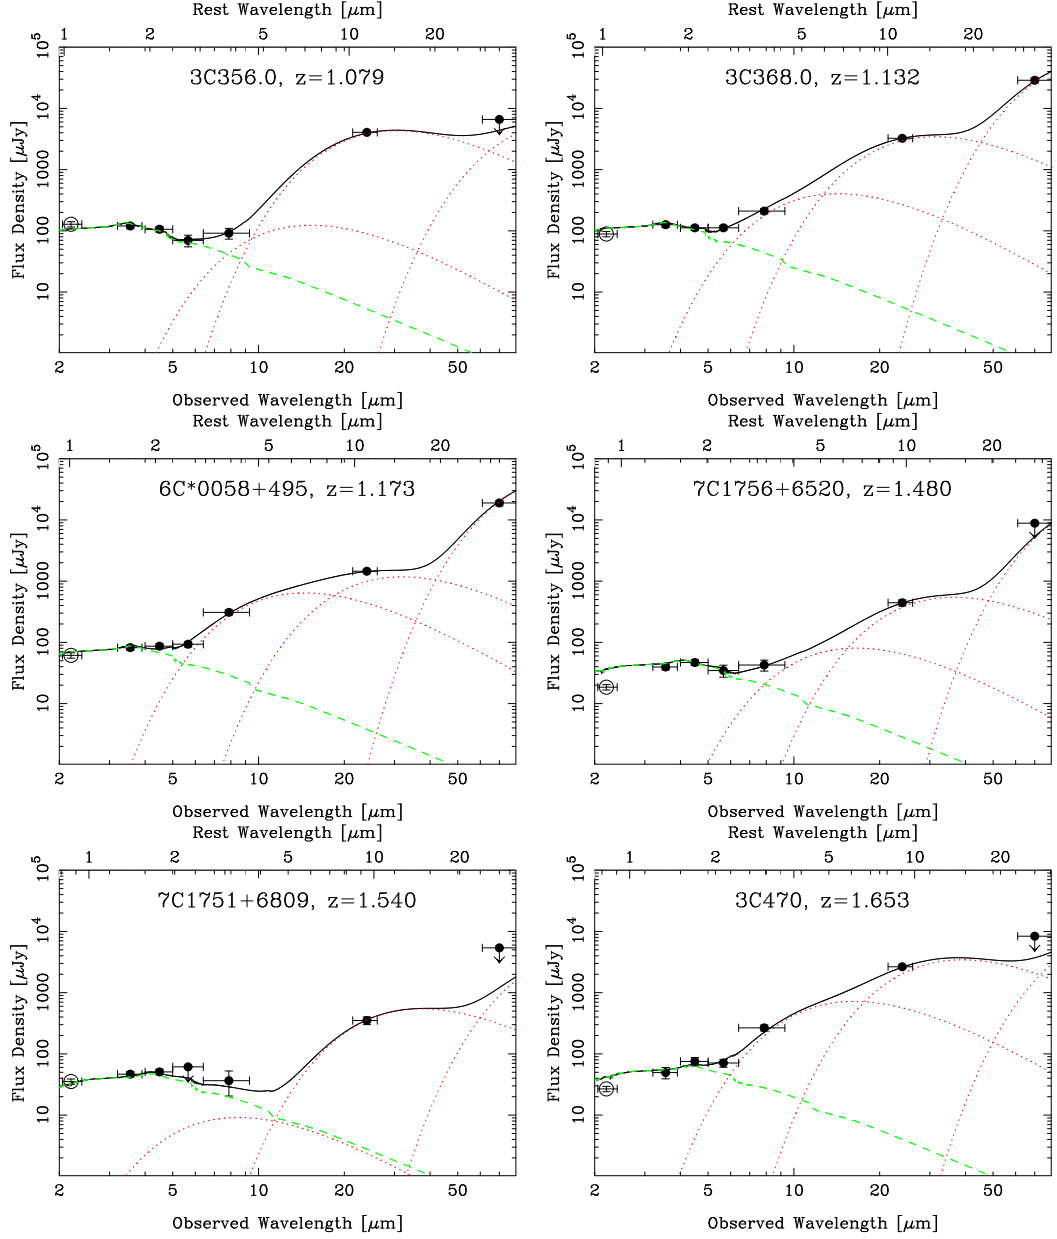 Rest Wavelength [μm]
Rest Wavelength [μm]
1 2 5 10 20
1 2 5 10 20
3C356.0, z=1.079
3C368.0, z=1.132
Flux Density [μJy]
10 100 1000 10⁴ 10⁵
Flux Density [μJy]
10 100 1000 10⁴ 10⁵
2 5 10 20 50
2 5 10 20 50
Observed Wavelength [μm]
Observed Wavelength [μm]
Rest Wavelength [μm]
Rest Wavelength [μm]
1 2 5 10 20
1 2 5 10 20
6C*0058+495, z=1.173
7C1756+6520, z=1.480
Flux Density [μJy]
10 100 1000 10⁴ 10⁵
Flux Density [μJy]
10 100 1000 10⁴ 10⁵
2 5 10 20 50
2 5 10 20 50
Observed Wavelength [μm]
Observed Wavelength [μm]
Rest Wavelength [μm]
Rest Wavelength [μm]
1 2 5 10 20
1 2 5 10 20
7C1751+6809, z=1.540
3C470, z=1.653
Flux Density [μJy]
10 100 1000 10⁴ 10⁵
Flux Density [μJy]
10 100 1000 10⁴ 10⁵
2 5 10 20 50
2 5 10 20 50
Observed Wavelength [μm]
Observed Wavelength [μm]